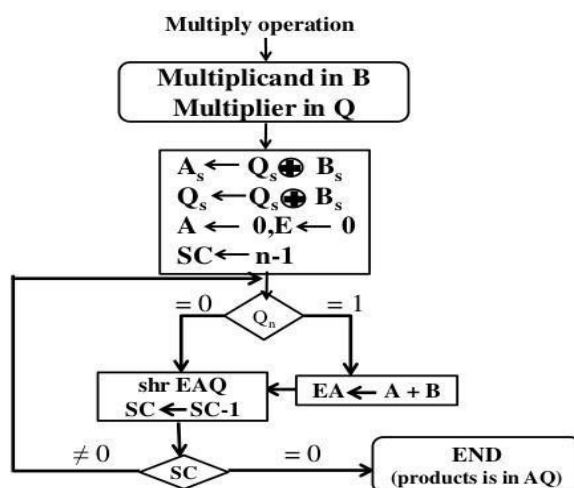 Multiply operation
Multiplicand in B
Multiplier in Q
Aₛ ← Qₛ ⊕ Bₛ
Qₛ ← Qₛ ⊕ Bₛ
A ← 0,E ← 0
SC ← n-1
= 0
Qₙ
= 1
shr EAQ
SC ← SC-1
EA ← A + B
≠ 0
SC
= 0
END
(products is in AQ)